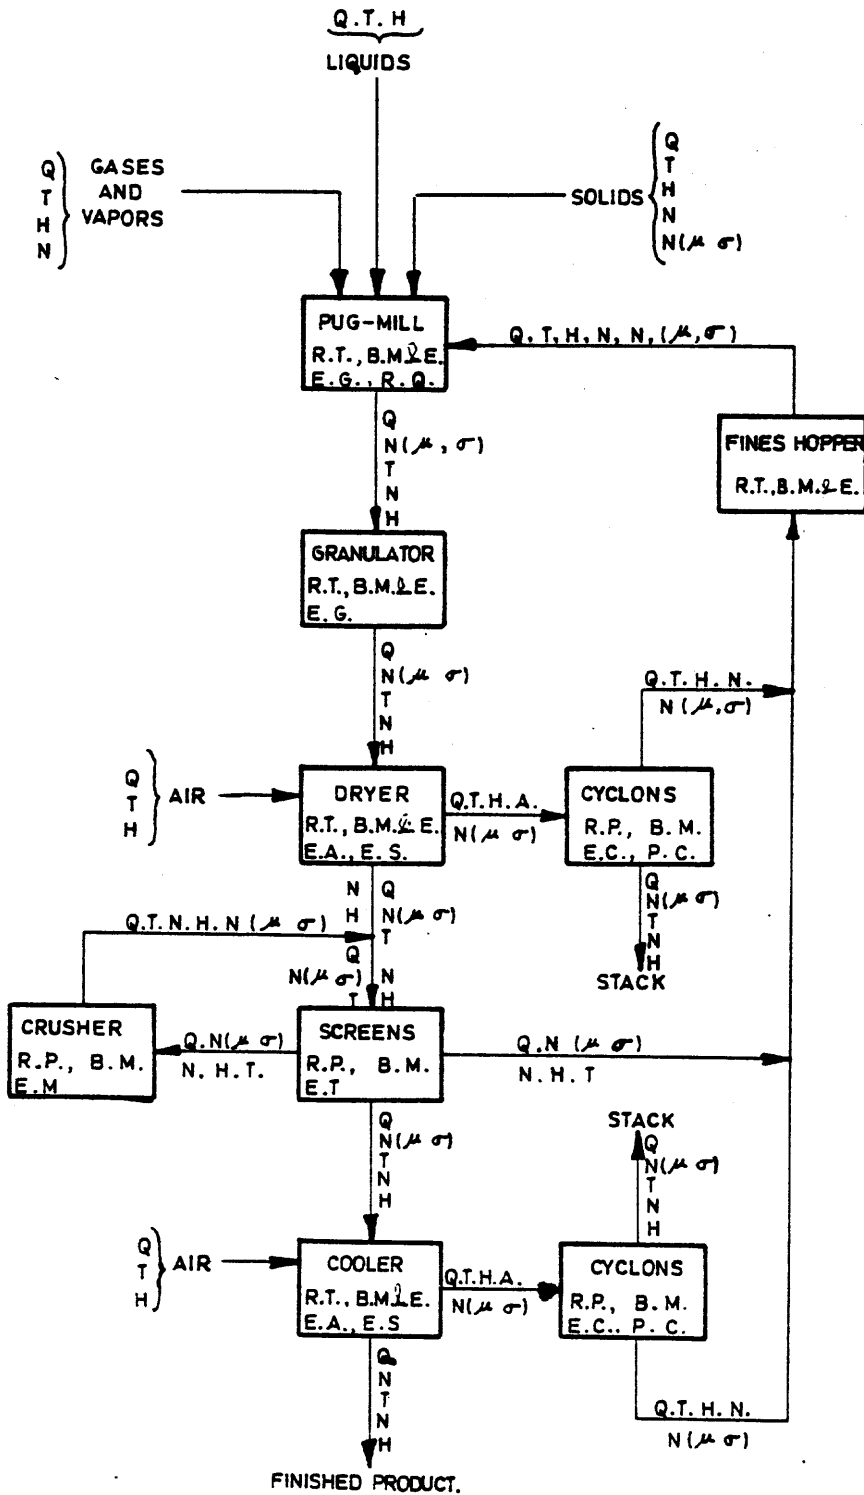 Q.T.H
LIQUIDS
Q
T
H
N
GASES
AND
VAPORS
SOLIDS
Q
T
H
N
N(μ σ)
PUG-MILL
R.T., B.M.& E.
E.G., R.Q.
Q.T,H,N,N,(μ,σ)
FINES HOPPER
R.T.,B.M.& E.
Q
N(μ,σ)
T
N
H
GRANULATOR
R.T., B.M.& E.
E.G.
Q
N(μ σ)
T
N
H
Q.T.H.N.
N(μ,σ)
Q
T
H
AIR
DRYER
R.T., B.M.& E.
E.A., E.S.
Q.T.H.A.
N(μ σ)
CYCLONS
R.P., B.M.
E.C., P.C.
Q
N(μ σ)
T
N
H
STACK
N
H
Q
N(μ σ)
T
Q.T.N.H.N(μ σ)
Q
N(μ σ)
T
N
H
CRUSHER
R.P., B.M.
E.M
Q.N(μ σ)
N.H.T.
SCREENS
R.P., B.M.
E.T
Q.N (μ σ)
N.H.T
Q
N(μ σ)
T
N
H
STACK
Q
N(μ σ)
T
N
H
Q
T
H
AIR
COOLER
R.T., B.M.& E.
E.A., E.S
Q.T.H.A.
N(μ σ)
CYCLONS
R.P., B.M.
E.C.. P.C.
Q
N
T
N
H
Q.T.H.N.
N(μ σ)
FINISHED PRODUCT.